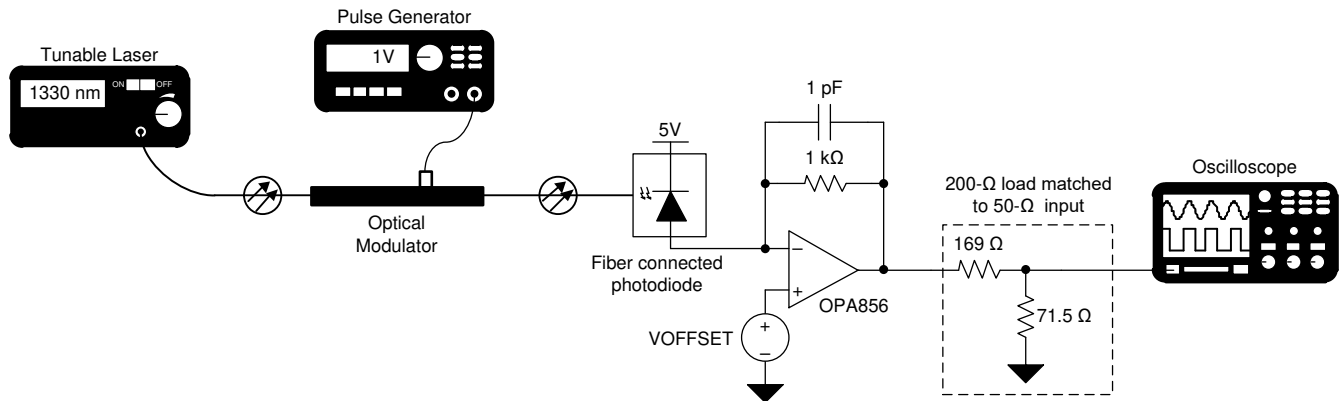 Pulse Generator
1V
Tunable Laser
1330 nm
ON OFF
Optical
Modulator
5V
Fiber connected
photodiode
1 pF
1 kΩ
−
+
OPA856
VOFFSET
+
−
200-Ω load matched
to 50-Ω input
169 Ω
71.5 Ω
Oscilloscope